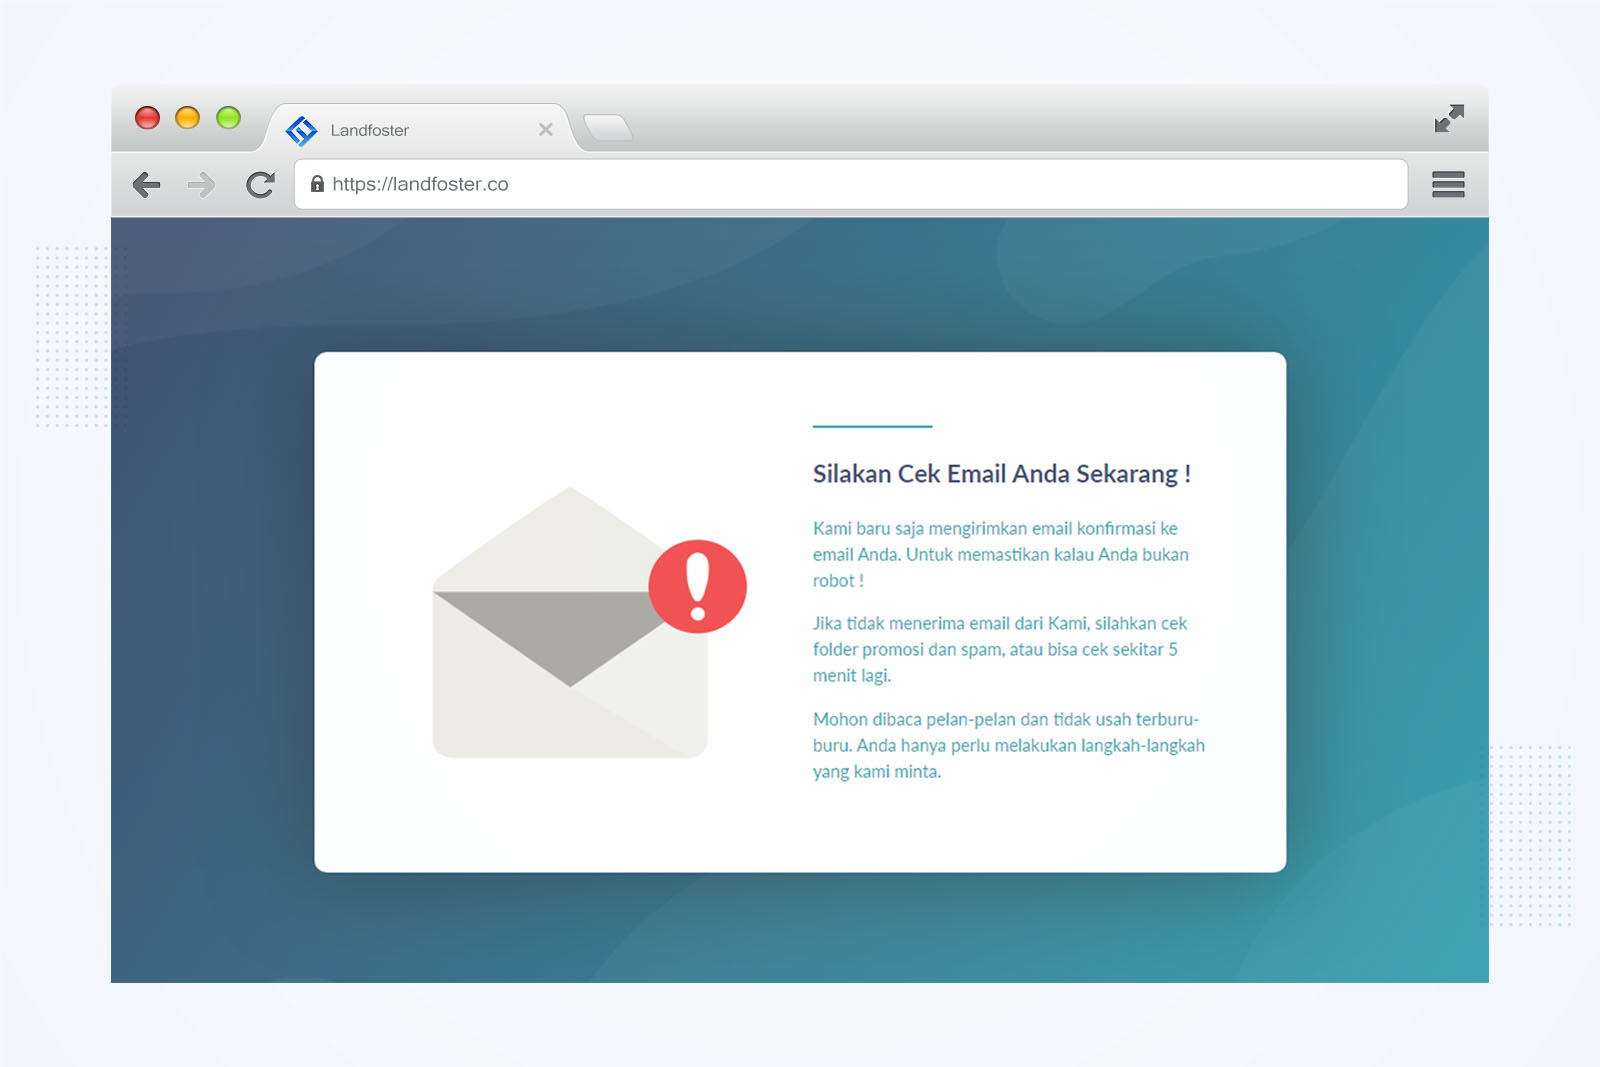 Landfoster
https://landfoster.co
Silakan Cek Email Anda Sekarang !
Kami baru saja mengirimkan email konfirmasi ke
email Anda. Untuk memastikan kalau Anda bukan
robot !
Jika tidak menerima email dari Kami, silahkan cek
folder promosi dan spam, atau bisa cek sekitar 5
menit lagi.
Mohon dibaca pelan-pelan dan tidak usah terburu-
buru. Anda hanya perlu melakukan langkah-langkah
yang kami minta.